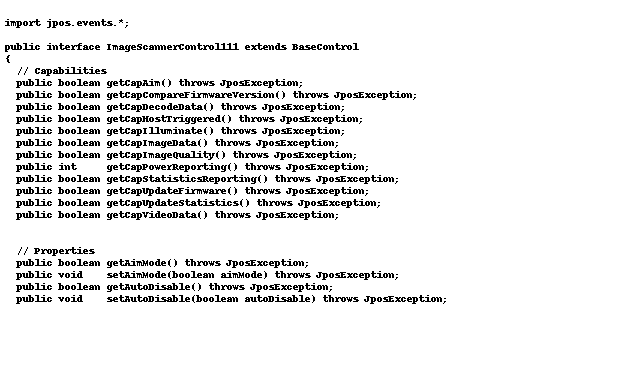 import jpos.events.*;
public interface ImageScannerControl111 extends BaseControl
{
// Capabilities
public boolean getCapAim() throws JposException;
public boolean getCapCompareFirmwareVersion() throws JposException;
public boolean getCapDecodeData() throws JposException;
public boolean getCapHostTriggered() throws JposException;
public boolean getCapIlluminate() throws JposException;
public boolean getCapImageData() throws JposException;
public boolean getCapImageQuality() throws JposException;
public int     getCapPowerReporting() throws JposException;
public boolean getCapStatisticsReporting() throws JposException;
public boolean getCapUpdateFirmware() throws JposException;
public boolean getCapUpdateStatistics() throws JposException;
public boolean getCapVideoData() throws JposException;
// Properties
public boolean getAimMode() throws JposException;
public void    setAimMode(boolean aimMode) throws JposException;
public boolean getAutoDisable() throws JposException;
public void    setAutoDisable(boolean autoDisable) throws JposException;